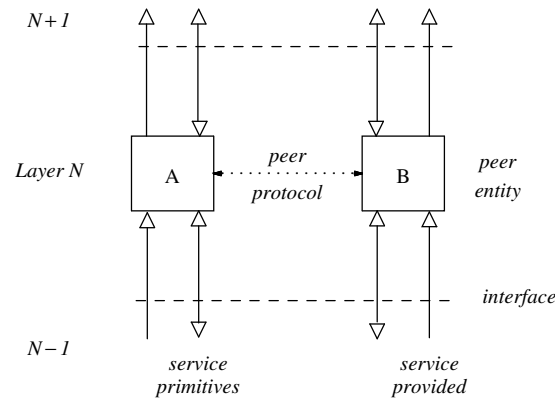 N+1
Layer N
A
peer
protocol
B
peer
entity
interface
N−1
service
primitives
service
provided